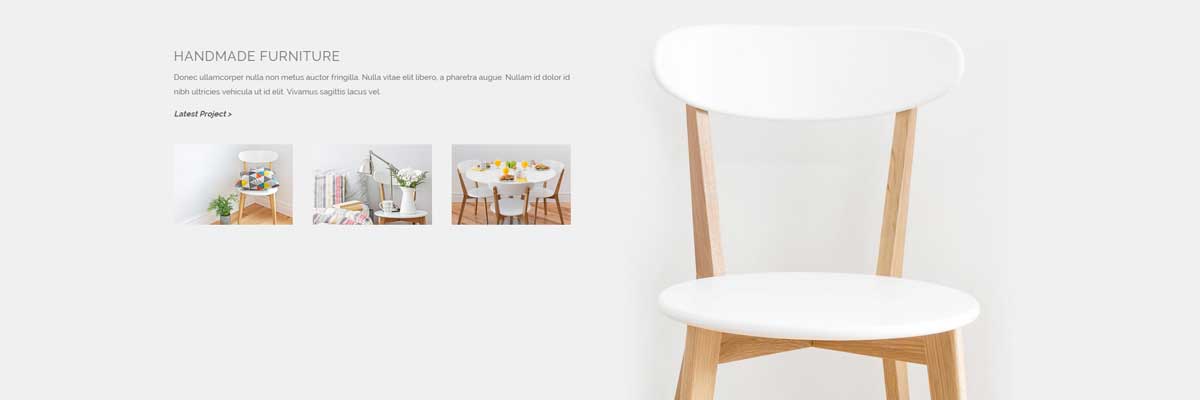 HANDMADE FURNITURE
Donec ullamcorper nulla non metus auctor fringilla. Nulla vitae elit libero, a pharetra augue. Nullam id dolor id
nibh ultricies vehicula ut id elit. Vivamus sagittis lacus vel.
Latest Project >